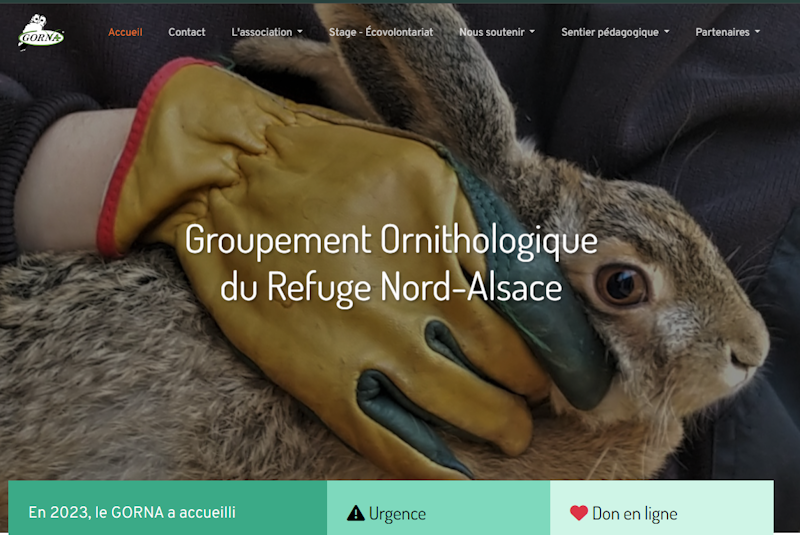 GORNA
Accueil
Contact
L'association
Stage - Écovolontariat
Nous soutenir
Sentier pédagogique
Partenaires
Groupement Ornithologique
du Refuge Nord-Alsace
En 2023, le GORNA a accueilli
Urgence
Don en ligne